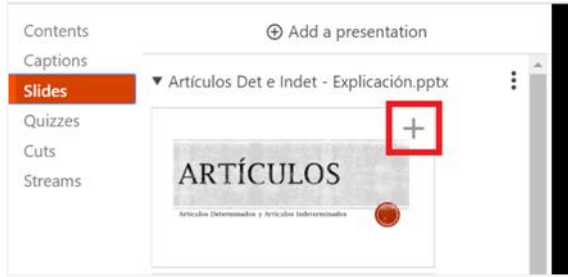 Contents
Captions
Slides
Quizzes
Cuts
Streams
Add a presentation
Artículos Det e Indet - Explicación.pptx
ARTÍCULOS
Artículos Determinados y Artículos Indeterminados